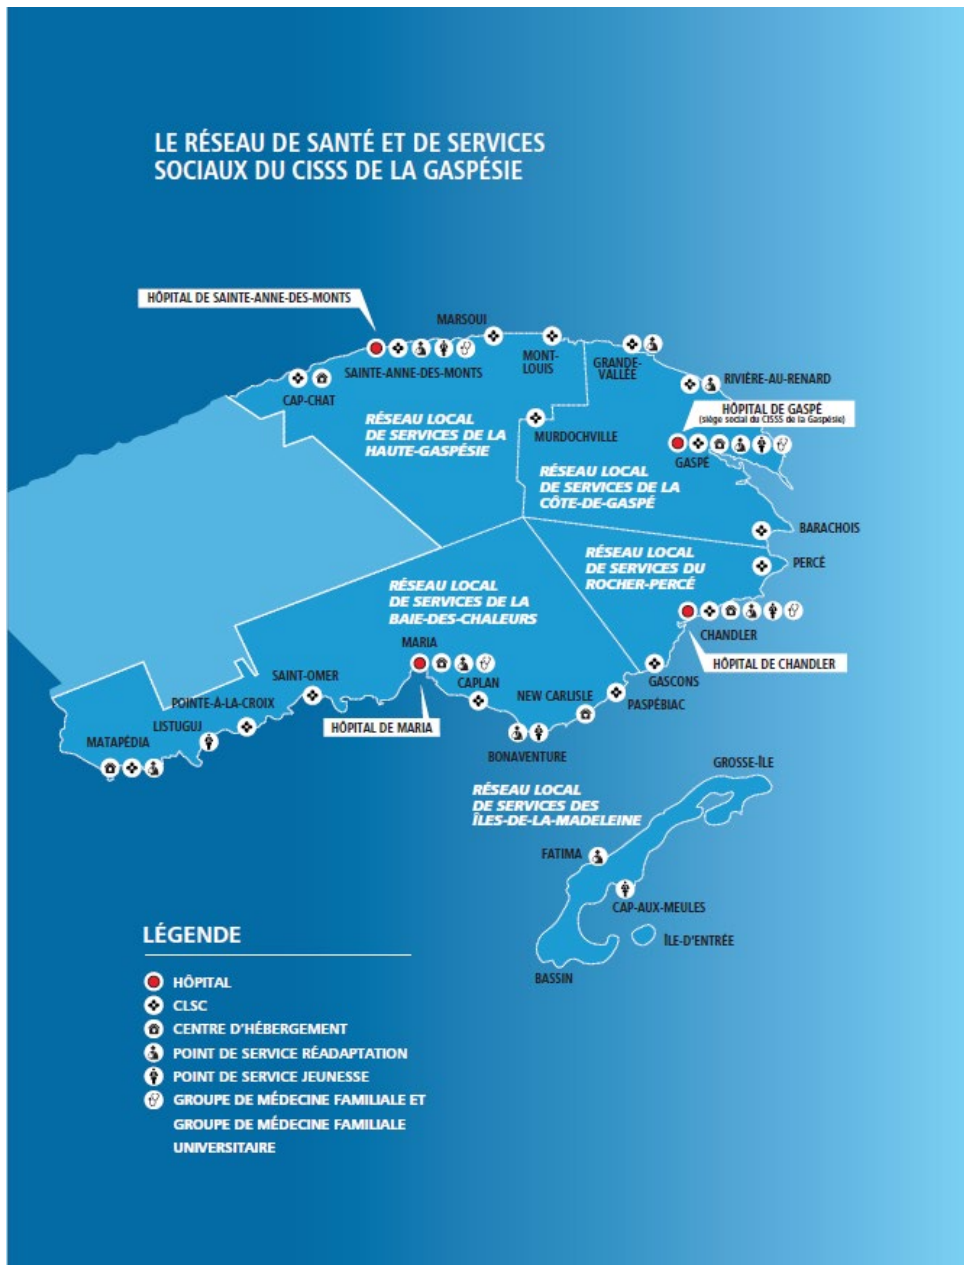 LE RÉSEAU DE SANTÉ ET DE SERVICES
SOCIAUX DU CISSS DE LA GASPÉSIE
HÔPITAL DE SAINTE-ANNE-DES-MONTS
MARSOUI
MONT-
LOUIS
GRANDE-
VALLÉE
SAINTE-ANNE-DES-MONTS
CAP-CHAT
RIVIÈRE-AU-RENARD
HÔPITAL DE GASPÉ
(siège social du CISSS de la Gaspésie)
RÉSEAU LOCAL
DE SERVICES DE LA
HAUTE-GASPÉSIE
MURDOCHVILLE
GASPÉ
RÉSEAU LOCAL
DE SERVICES DE LA
CÔTE-DE-GASPÉ
BARACHOIS
RÉSEAU LOCAL
DE SERVICES DU
ROCHER-PERCÉ
PERCÉ
RÉSEAU LOCAL
DE SERVICES DE LA
BAIE-DES-CHALEURS
CHANDLER
HÔPITAL DE CHANDLER
MARIA
GASCONS
SAINT-OMER
CAPLAN
NEW CARLISLE
PASPÉBIAC
POINTE-À-LA-CROIX
LISTUGUJ
HÔPITAL DE MARIA
MATAPÉDIA
BONAVENTURE
GROSSE-ÎLE
RÉSEAU LOCAL
DE SERVICES DES
ÎLES-DE-LA-MADELEINE
FATIMA
CAP-AUX-MEULES
ÎLE-D'ENTRÉE
BASSIN
LÉGENDE
HÔPITAL
CLSC
CENTRE D'HÉBERGEMENT
POINT DE SERVICE RÉADAPTATION
POINT DE SERVICE JEUNESSE
GROUPE DE MÉDECINE FAMILIALE ET
GROUPE DE MÉDECINE FAMILIALE
UNIVERSITAIRE